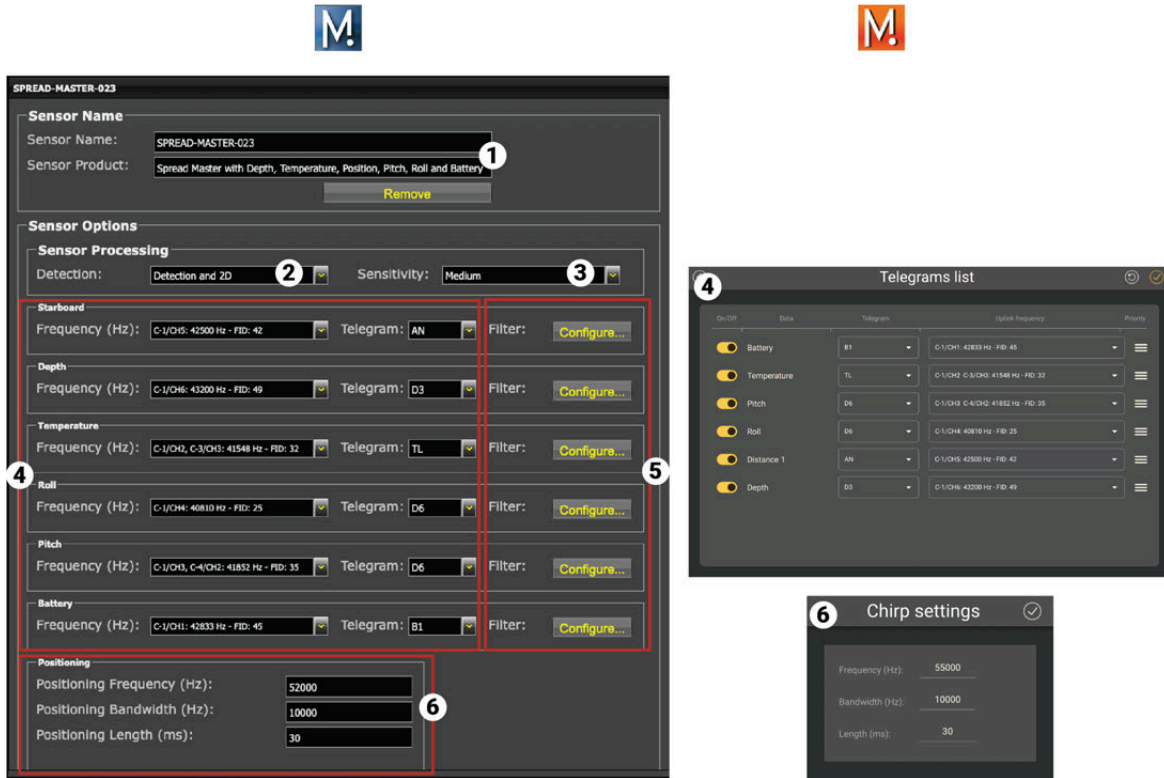 M!
M!
SPREAD-MASTER-023
Sensor Name
Sensor Name: SPREAD-MASTER-023
Sensor Product: Spread Master with Depth, Temperature, Position, Pitch, Roll and Battery
1
Remove
Sensor Options
Sensor Processing
Detection: Detection and 2D 2 Sensitivity: Medium 3
Starboard
Frequency (Hz): C-1/CH5: 42500 Hz - FID: 42 Telegram: AN Filter: Configure...
Depth
Frequency (Hz): C-1/CH6: 43200 Hz - FID: 49 Telegram: D3 Filter: Configure...
Temperature
Frequency (Hz): C-1/CH2, C-3/CH3: 41548 Hz - FID: 32 Telegram: TL Filter: Configure...
4
5
Roll
Frequency (Hz): C-1/CH4: 40810 Hz - FID: 25 Telegram: D6 Filter: Configure...
Pitch
Frequency (Hz): C-1/CH3, C-4/CH2: 41852 Hz - FID: 35 Telegram: D6 Filter: Configure...
Battery
Frequency (Hz): C-1/CH1: 42833 Hz - FID: 45 Telegram: B1 Filter: Configure...
Positioning
Positioning Frequency (Hz): 52000
Positioning Bandwidth (Hz): 10000
6
Positioning Length (ms): 30
4
Telegrams list
On/Off Data Telegram Uplink frequency Priority
Battery B1 C-1/CH1: 42833 Hz - FID: 45
Temperature TL C-1/CH2 C-3/CH3: 41548 Hz - FID: 32
Pitch D6 C-1/CH3 C-4/CH2: 41852 Hz - FID: 35
Roll D6 C-1/CH4: 40810 Hz - FID: 25
Distance 1 AN C-1/CH5: 42500 Hz - FID: 42
Depth D3 C-1/CH6: 43200 Hz - FID: 49
6
Chirp settings
Frequency (Hz): 55000
Bandwidth (Hz): 10000
Length (ms): 30